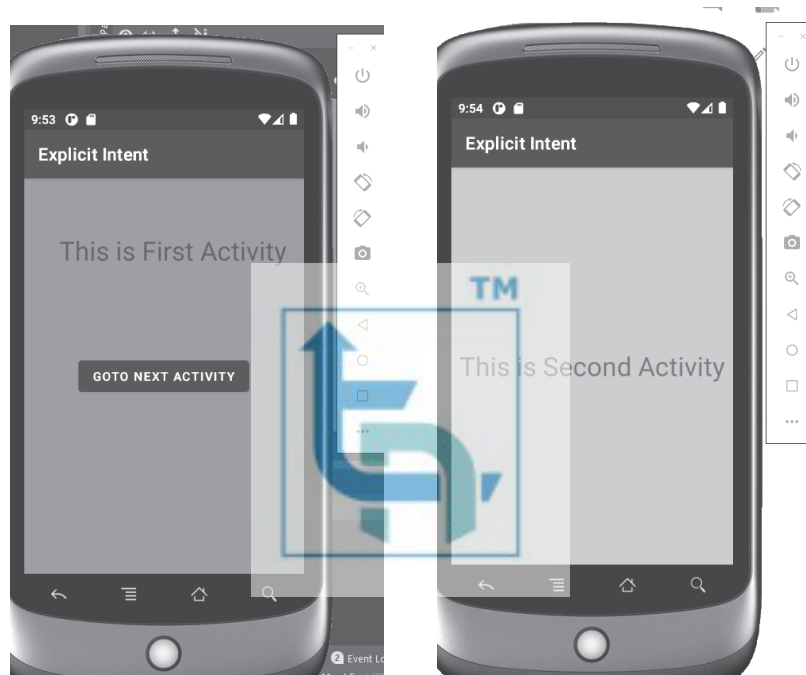 9:53
Explicit Intent
This is First Activity
GOTO NEXT ACTIVITY
2 Event Lo
9:54
Explicit Intent
TM
This is Second Activity